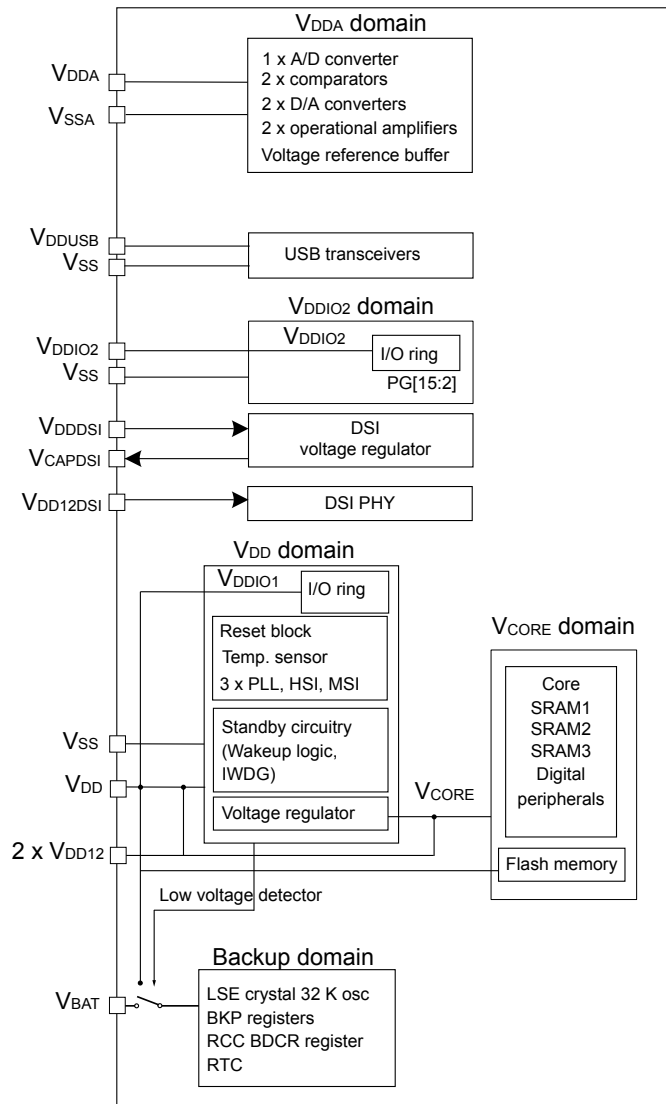 VDDA domain
VDDA
VSSA
1 x A/D converter
2 x comparators
2 x D/A converters
2 x operational amplifiers
Voltage reference buffer
VDDUSB
VSS
USB transceivers
VDDIO2 domain
VDDIO2
VSS
VDDIO2
I/O ring
PG[15:2]
VDDDSI
VCAPDSI
DSI
voltage regulator
VDD12DSI
DSI PHY
VDD domain
VDDIO1
I/O ring
Reset block
Temp. sensor
3 x PLL, HSI, MSI
VSS
VDD
Standby circuitry
(Wakeup logic,
IWDG)
Voltage regulator
VCORE
2 x VDD12
VCORE domain
Core
SRAM1
SRAM2
SRAM3
Digital
peripherals
Flash memory
Low voltage detector
Backup domain
VBAT
LSE crystal 32 K osc
BKP registers
RCC BDCR register
RTC